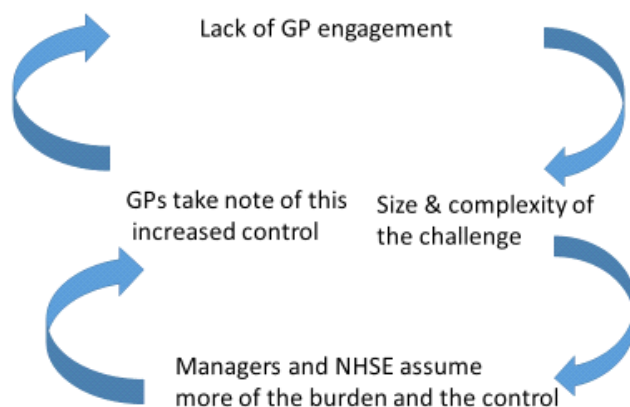 Lack of GP engagement
GPs take note of this
increased control
Size & complexity of
the challenge
Managers and NHSE assume
more of the burden and the control